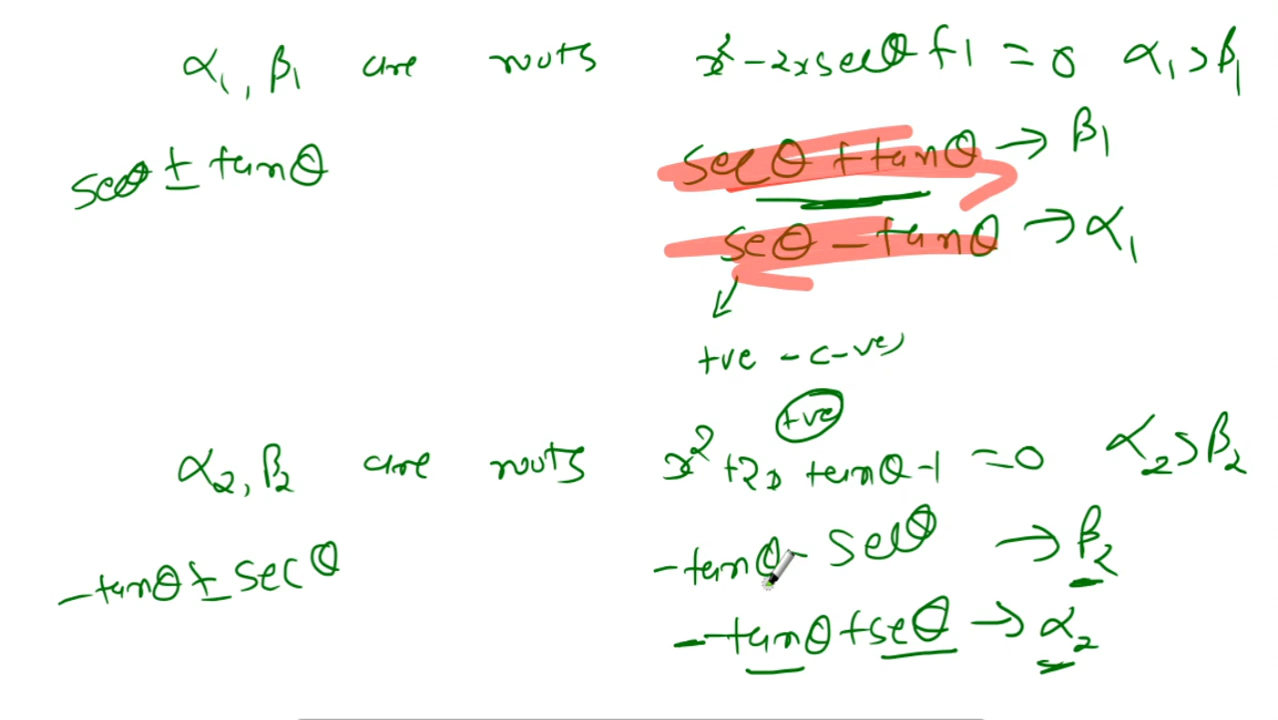 α₁, β₁ are roots x² - 2x secθ + 1 = 0 α₁ > β₁
secθ ± tanθ
secθ + tanθ → β₁
seθ - tanθ → α₁
+ve - (-ve)
+ve
α₂, β₂ are roots x² + 2x tanθ - 1 = 0 α₂ > β₂
-tanθ ± secθ
-tanθ - secθ → β₂
-tanθ + seθ → α₂